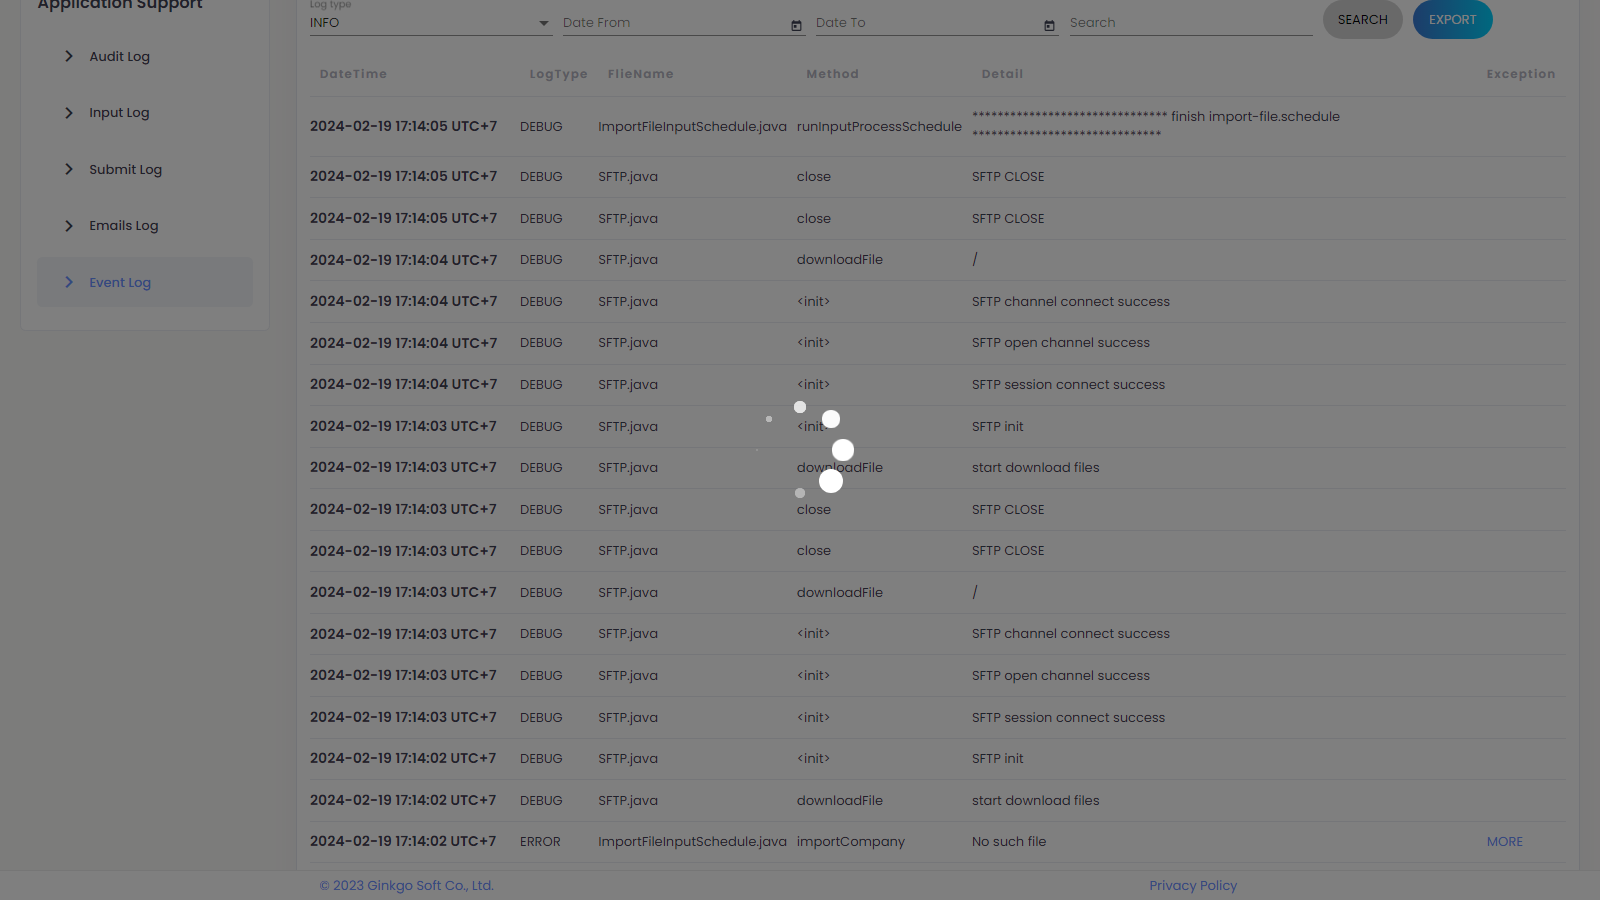 Application Support
Audit Log
Input Log
Submit Log
Emails Log
Event Log
Log type
INFO
Date From
Date To
Search
SEARCH
EXPORT
DateTime LogType FlieName Method Detail Exception
2024-02-19 17:14:05 UTC+7 DEBUG ImportFileInputSchedule.java runInputProcessSchedule ******************************* finish import-file.schedule
******************************
2024-02-19 17:14:05 UTC+7 DEBUG SFTP.java close SFTP CLOSE
2024-02-19 17:14:05 UTC+7 DEBUG SFTP.java close SFTP CLOSE
2024-02-19 17:14:04 UTC+7 DEBUG SFTP.java downloadFile /
2024-02-19 17:14:04 UTC+7 DEBUG SFTP.java <init> SFTP channel connect success
2024-02-19 17:14:04 UTC+7 DEBUG SFTP.java <init> SFTP open channel success
2024-02-19 17:14:04 UTC+7 DEBUG SFTP.java <init> SFTP session connect success
2024-02-19 17:14:03 UTC+7 DEBUG SFTP.java <init> SFTP init
2024-02-19 17:14:03 UTC+7 DEBUG SFTP.java downloadFile start download files
2024-02-19 17:14:03 UTC+7 DEBUG SFTP.java close SFTP CLOSE
2024-02-19 17:14:03 UTC+7 DEBUG SFTP.java close SFTP CLOSE
2024-02-19 17:14:03 UTC+7 DEBUG SFTP.java downloadFile /
2024-02-19 17:14:03 UTC+7 DEBUG SFTP.java <init> SFTP channel connect success
2024-02-19 17:14:03 UTC+7 DEBUG SFTP.java <init> SFTP open channel success
2024-02-19 17:14:03 UTC+7 DEBUG SFTP.java <init> SFTP session connect success
2024-02-19 17:14:02 UTC+7 DEBUG SFTP.java <init> SFTP init
2024-02-19 17:14:02 UTC+7 DEBUG SFTP.java downloadFile start download files
2024-02-19 17:14:02 UTC+7 ERROR ImportFileInputSchedule.java importCompany No such file MORE
© 2023 Ginkgo Soft Co., Ltd.
Privacy Policy